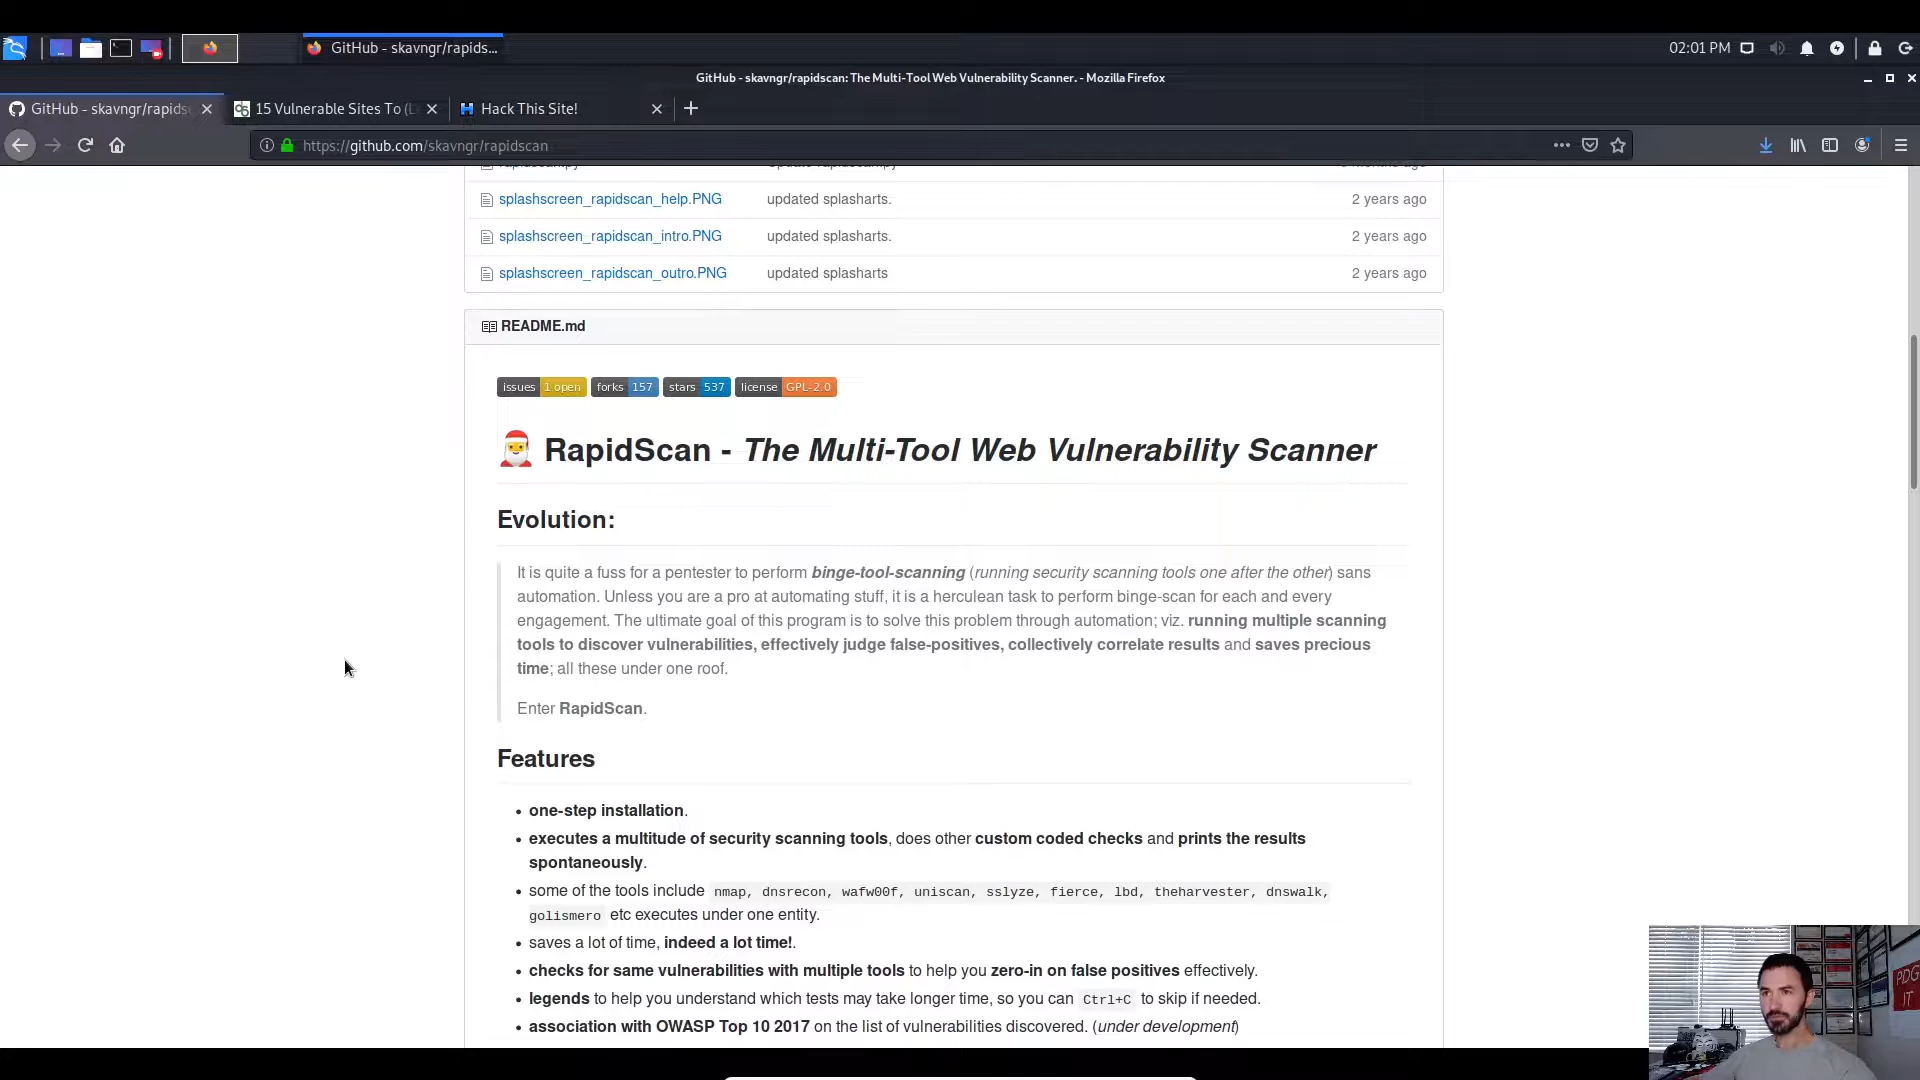 GitHub - skavngr/rapids...
02:01 PM
GitHub - skavngr/rapidscan: The Multi-Tool Web Vulnerability Scanner. - Mozilla Firefox
GitHub - skavngr/rapids
15 Vulnerable Sites To (L
Hack This Site!
https://github.com/skavngr/rapidscan
splashscreen_rapidscan_help.PNG updated splasharts. 2 years ago
splashscreen_rapidscan_intro.PNG updated splasharts. 2 years ago
splashscreen_rapidscan_outro.PNG updated splasharts 2 years ago
README.md
issues 1 open forks 157 stars 537 license GPL-2.0
RapidScan - The Multi-Tool Web Vulnerability Scanner
Evolution:
It is quite a fuss for a pentester to perform binge-tool-scanning (running security scanning tools one after the other) sans
automation. Unless you are a pro at automating stuff, it is a herculean task to perform binge-scan for each and every
engagement. The ultimate goal of this program is to solve this problem through automation; viz. running multiple scanning
tools to discover vulnerabilities, effectively judge false-positives, collectively correlate results and saves precious
time; all these under one roof.
Enter RapidScan.
Features
• one-step installation.
• executes a multitude of security scanning tools, does other custom coded checks and prints the results
spontaneously.
• some of the tools include nmap, dnsrecon, wafw00f, uniscan, sslyze, fierce, lbd, theharvester, dnswalk,
golismero etc executes under one entity.
• saves a lot of time, indeed a lot time!.
• checks for same vulnerabilities with multiple tools to help you zero-in on false positives effectively.
• legends to help you understand which tests may take longer time, so you can Ctrl+C to skip if needed.
• association with OWASP Top 10 2017 on the list of vulnerabilities discovered. (under development)
PDG
IT